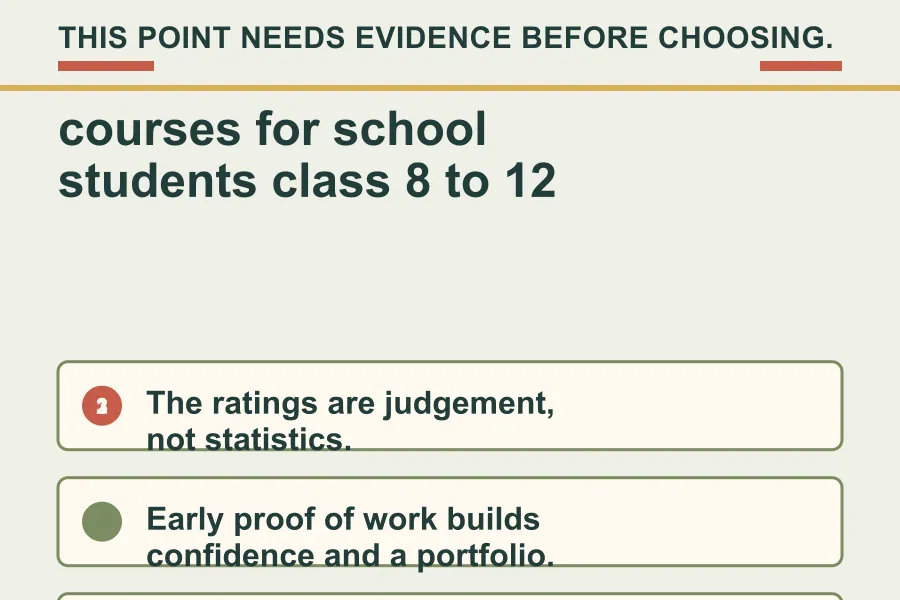 THIS POINT NEEDS EVIDENCE BEFORE CHOOSING.
courses for school
students class 8 to 12
The ratings are judgement,
not statistics.
Early proof of work builds
confidence and a portfolio.